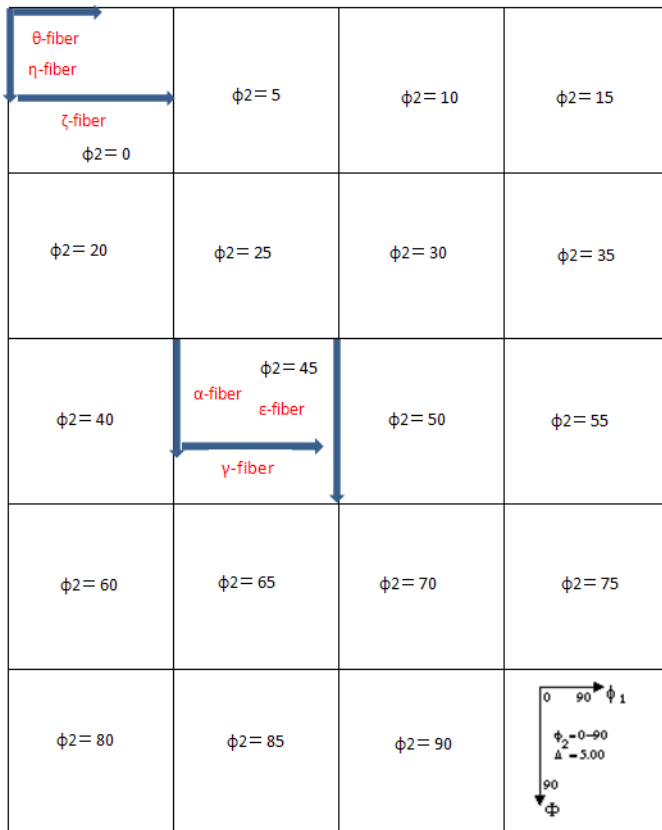 θ-fiber
η-fiber
ζ-fiber
ϕ2= 0
ϕ2= 5
ϕ2= 10
ϕ2= 15
ϕ2= 20
ϕ2= 25
ϕ2= 30
ϕ2= 35
ϕ2= 40
ϕ2= 45
α-fiber
ε-fiber
γ-fiber
ϕ2= 50
ϕ2= 55
ϕ2= 60
ϕ2= 65
ϕ2= 70
ϕ2= 75
ϕ2= 80
ϕ2= 85
ϕ2= 90
0 90 ϕ1
ϕ2=0-90
Δ =5.00
90
Φ